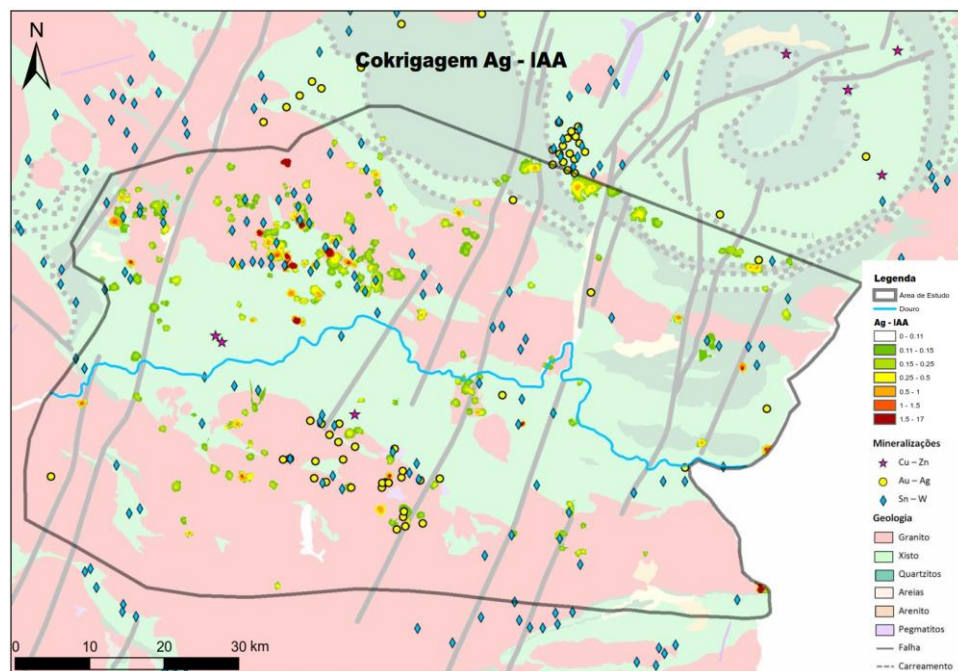 N
Cokrigagem Ag - IAA
Legenda
Área de Estudo
Douro
Ag - IAA
0 - 0.11
0.11 - 0.15
0.15 - 0.25
0.25 - 0.5
0.5 - 1
1 - 1.5
1.5 - 17
Mineralizações
Cu – Zn
Au – Ag
Sn – W
Geologia
Granito
Xisto
Quartzitos
Areias
Arenito
Pegmatitos
Falha
Carreamento
0 10 20 30 km